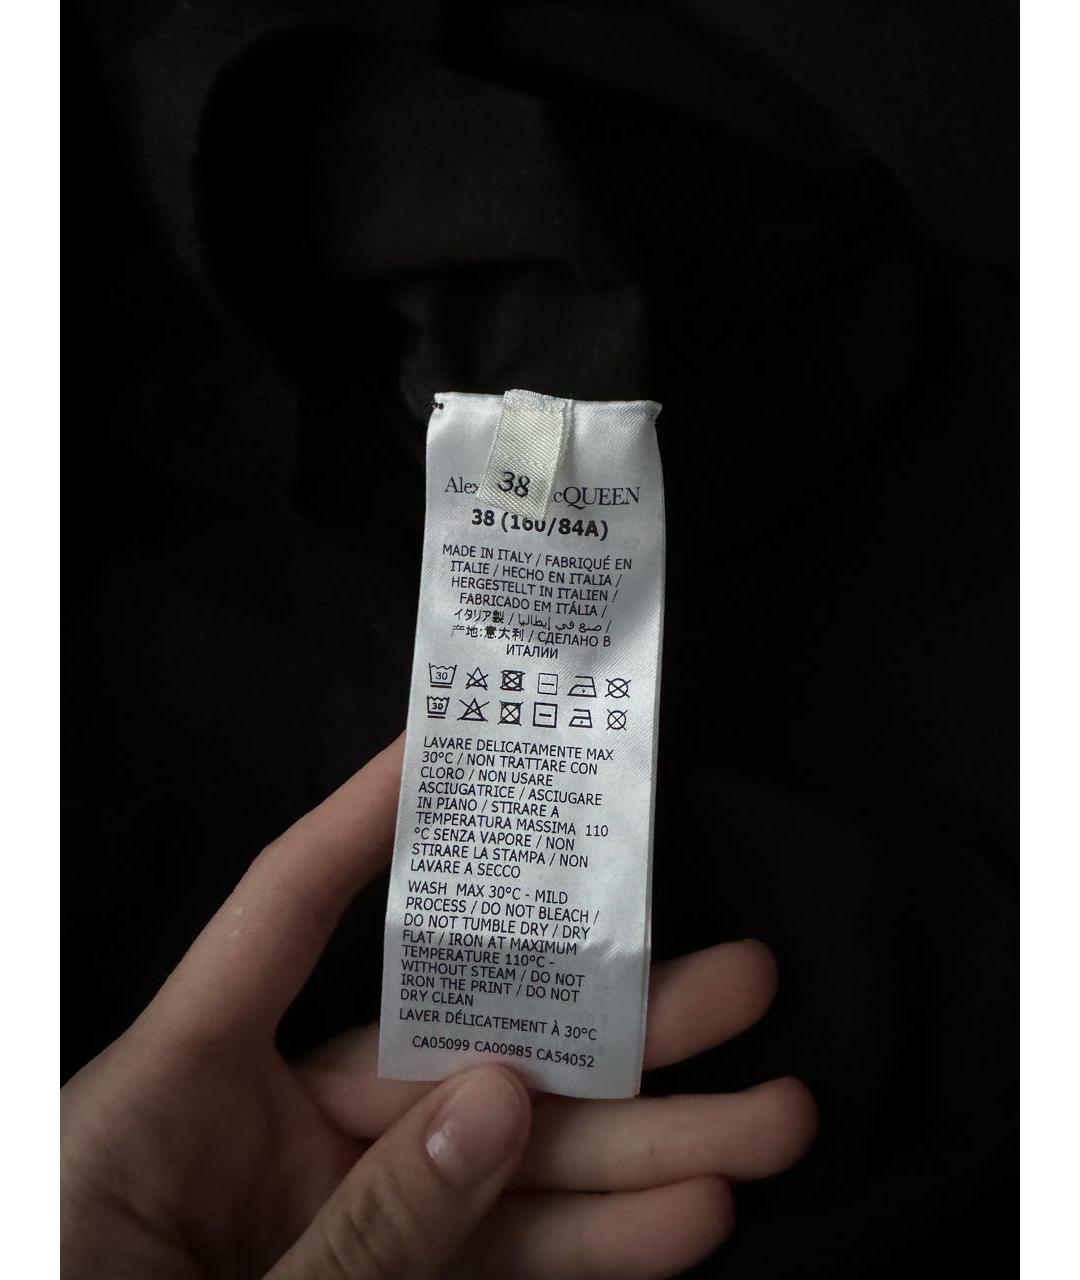 38
Alex cQUEEN
38 (160/84A)
MADE IN ITALY / FABRIQUÉ EN
ITALIE / HECHO EN ITALIA /
HERGESTELLT IN ITALIEN /
FABRICADO EM ITÁLIA /
イタリア製 / صنع في إيطاليا /
产地:意大利 / СДЕЛАНО В
ИТАЛИИ
30
30
LAVARE DELICATAMENTE MAX
30°C / NON TRATTARE CON
CLORO / NON USARE
ASCIUGATRICE / ASCIUGARE
IN PIANO / STIRARE A
TEMPERATURA MASSIMA 110
°C SENZA VAPORE / NON
STIRARE LA STAMPA / NON
LAVARE A SECCO
WASH MAX 30°C - MILD
PROCESS / DO NOT BLEACH /
DO NOT TUMBLE DRY / DRY
FLAT / IRON AT MAXIMUM
TEMPERATURE 110°C -
WITHOUT STEAM / DO NOT
IRON THE PRINT / DO NOT
DRY CLEAN
LAVER DÉLICATEMENT À 30°C
CA05099 CA00985 CA54052